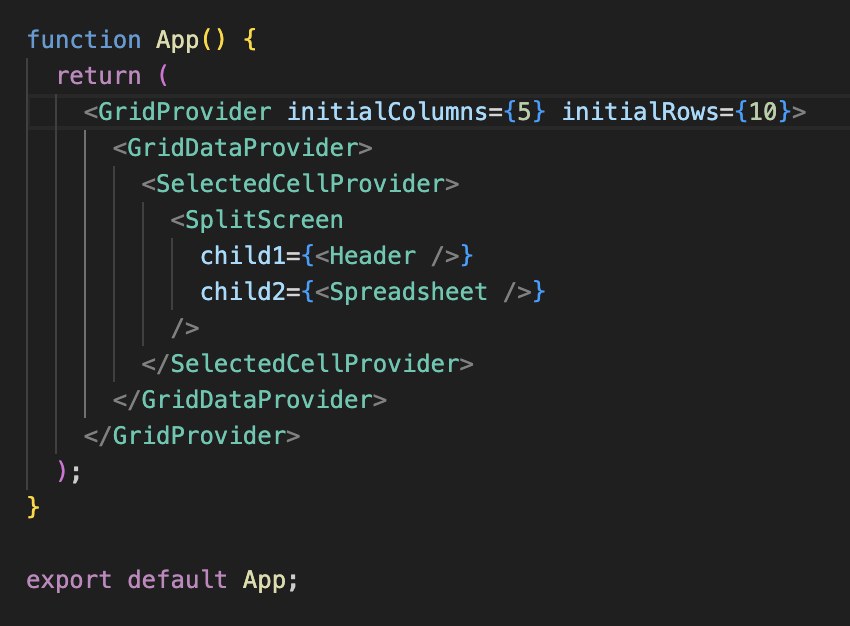 function App() {
  return (
    <GridProvider initialColumns={5} initialRows={10}>
      <GridDataProvider>
        <SelectedCellProvider>
          <SplitScreen
            child1={<Header />}
            child2={<Spreadsheet />}
          />
        </SelectedCellProvider>
      </GridDataProvider>
    </GridProvider>
  );
}

export default App;